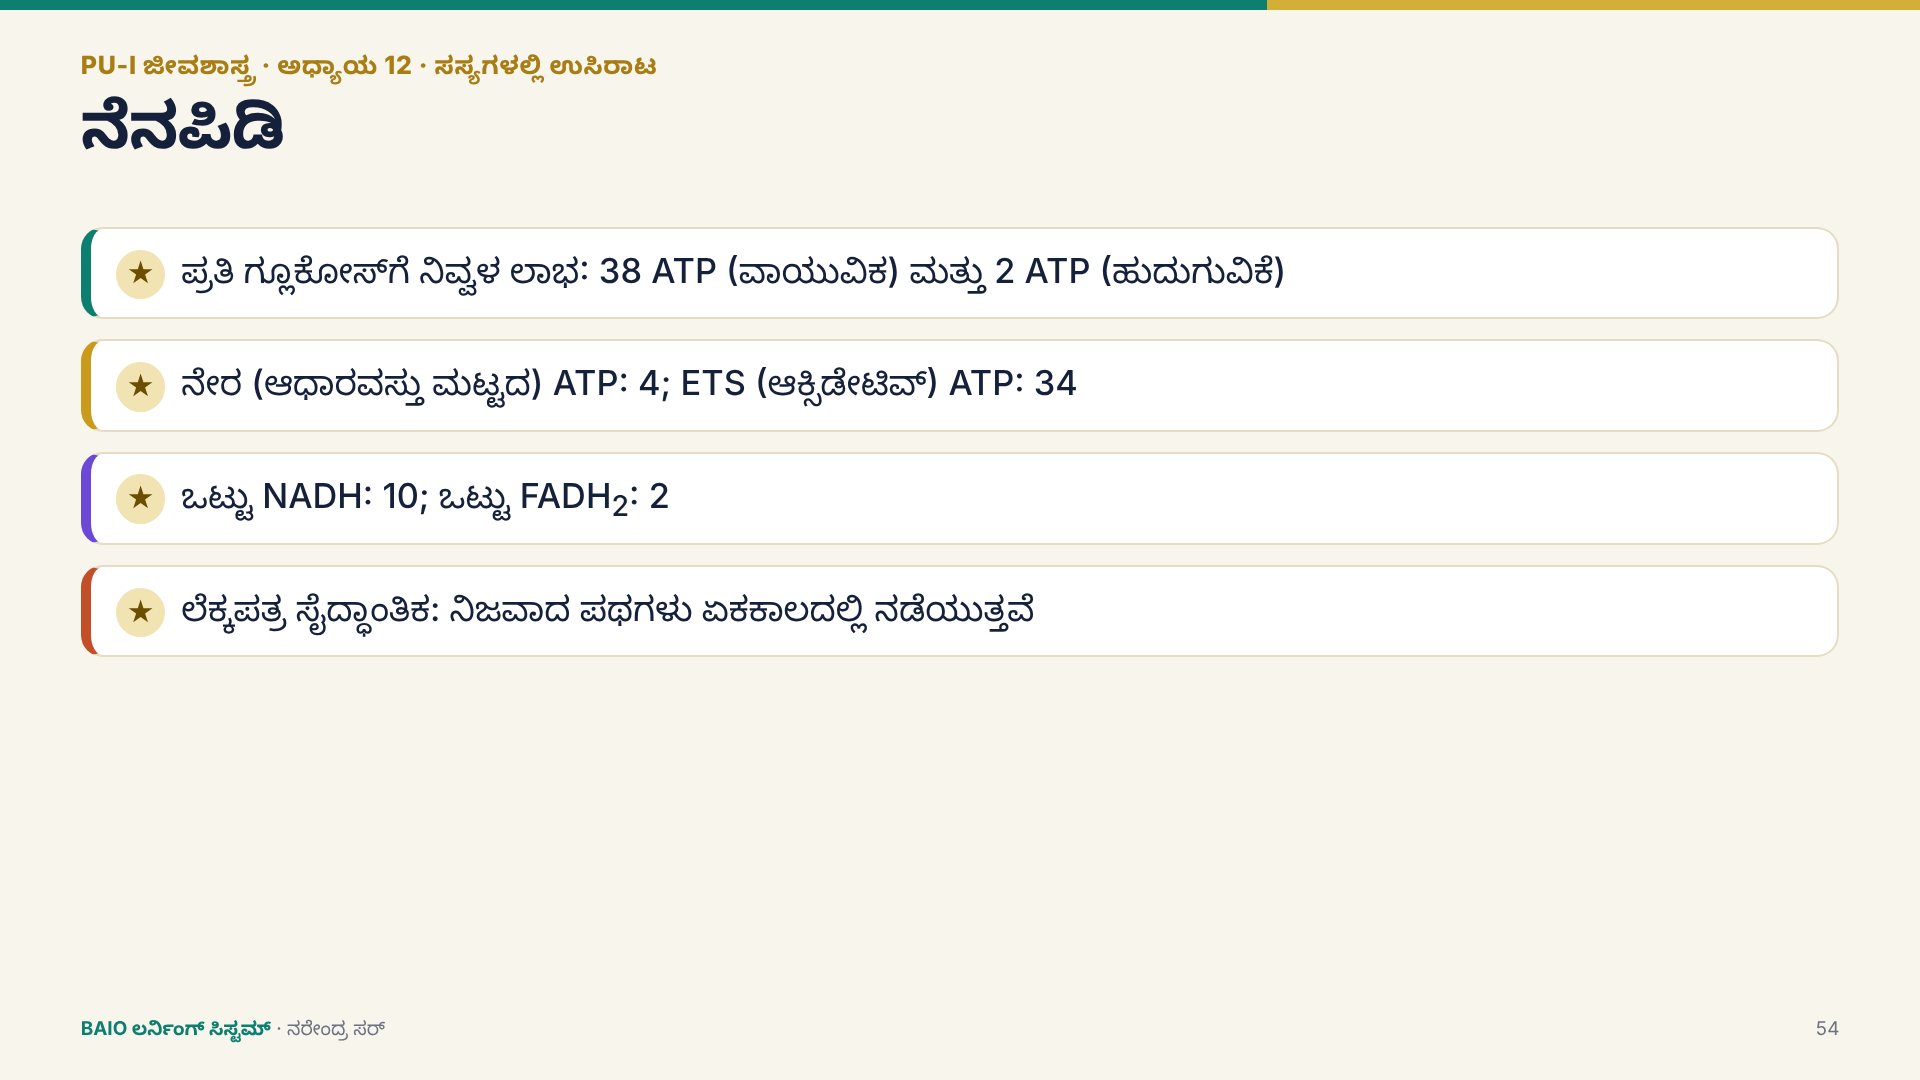 PU-I ಜೀವಶಾಸ್ತ್ರ · ಅಧ್ಯಾಯ 12 · ಸಸ್ಯಗಳಲ್ಲಿ ಉಸಿರಾಟ
ನೆನಪಿಡಿ
★ ಪ್ರತಿ ಗ್ಲೂಕೋಸ್‌ಗೆ ನಿವ್ವಳ ಲಾಭ: 38 ATP (ವಾಯುವಿಕ) ಮತ್ತು 2 ATP (ಹುದುಗುವಿಕೆ)
★ ನೇರ (ಆಧಾರವಸ್ತು ಮಟ್ಟದ) ATP: 4; ETS (ಆಕ್ಸಿಡೇಟಿವ್) ATP: 34
★ ಒಟ್ಟು NADH: 10; ಒಟ್ಟು FADH₂: 2
★ ಲೆಕ್ಕಪತ್ರ ಸೈದ್ಧಾಂತಿಕ: ನಿಜವಾದ ಪಥಗಳು ಏಕಕಾಲದಲ್ಲಿ ನಡೆಯುತ್ತವೆ
BAIO ಲರ್ನಿಂಗ್ ಸಿಸ್ಟಮ್ · ನರೇಂದ್ರ ಸರ್
54